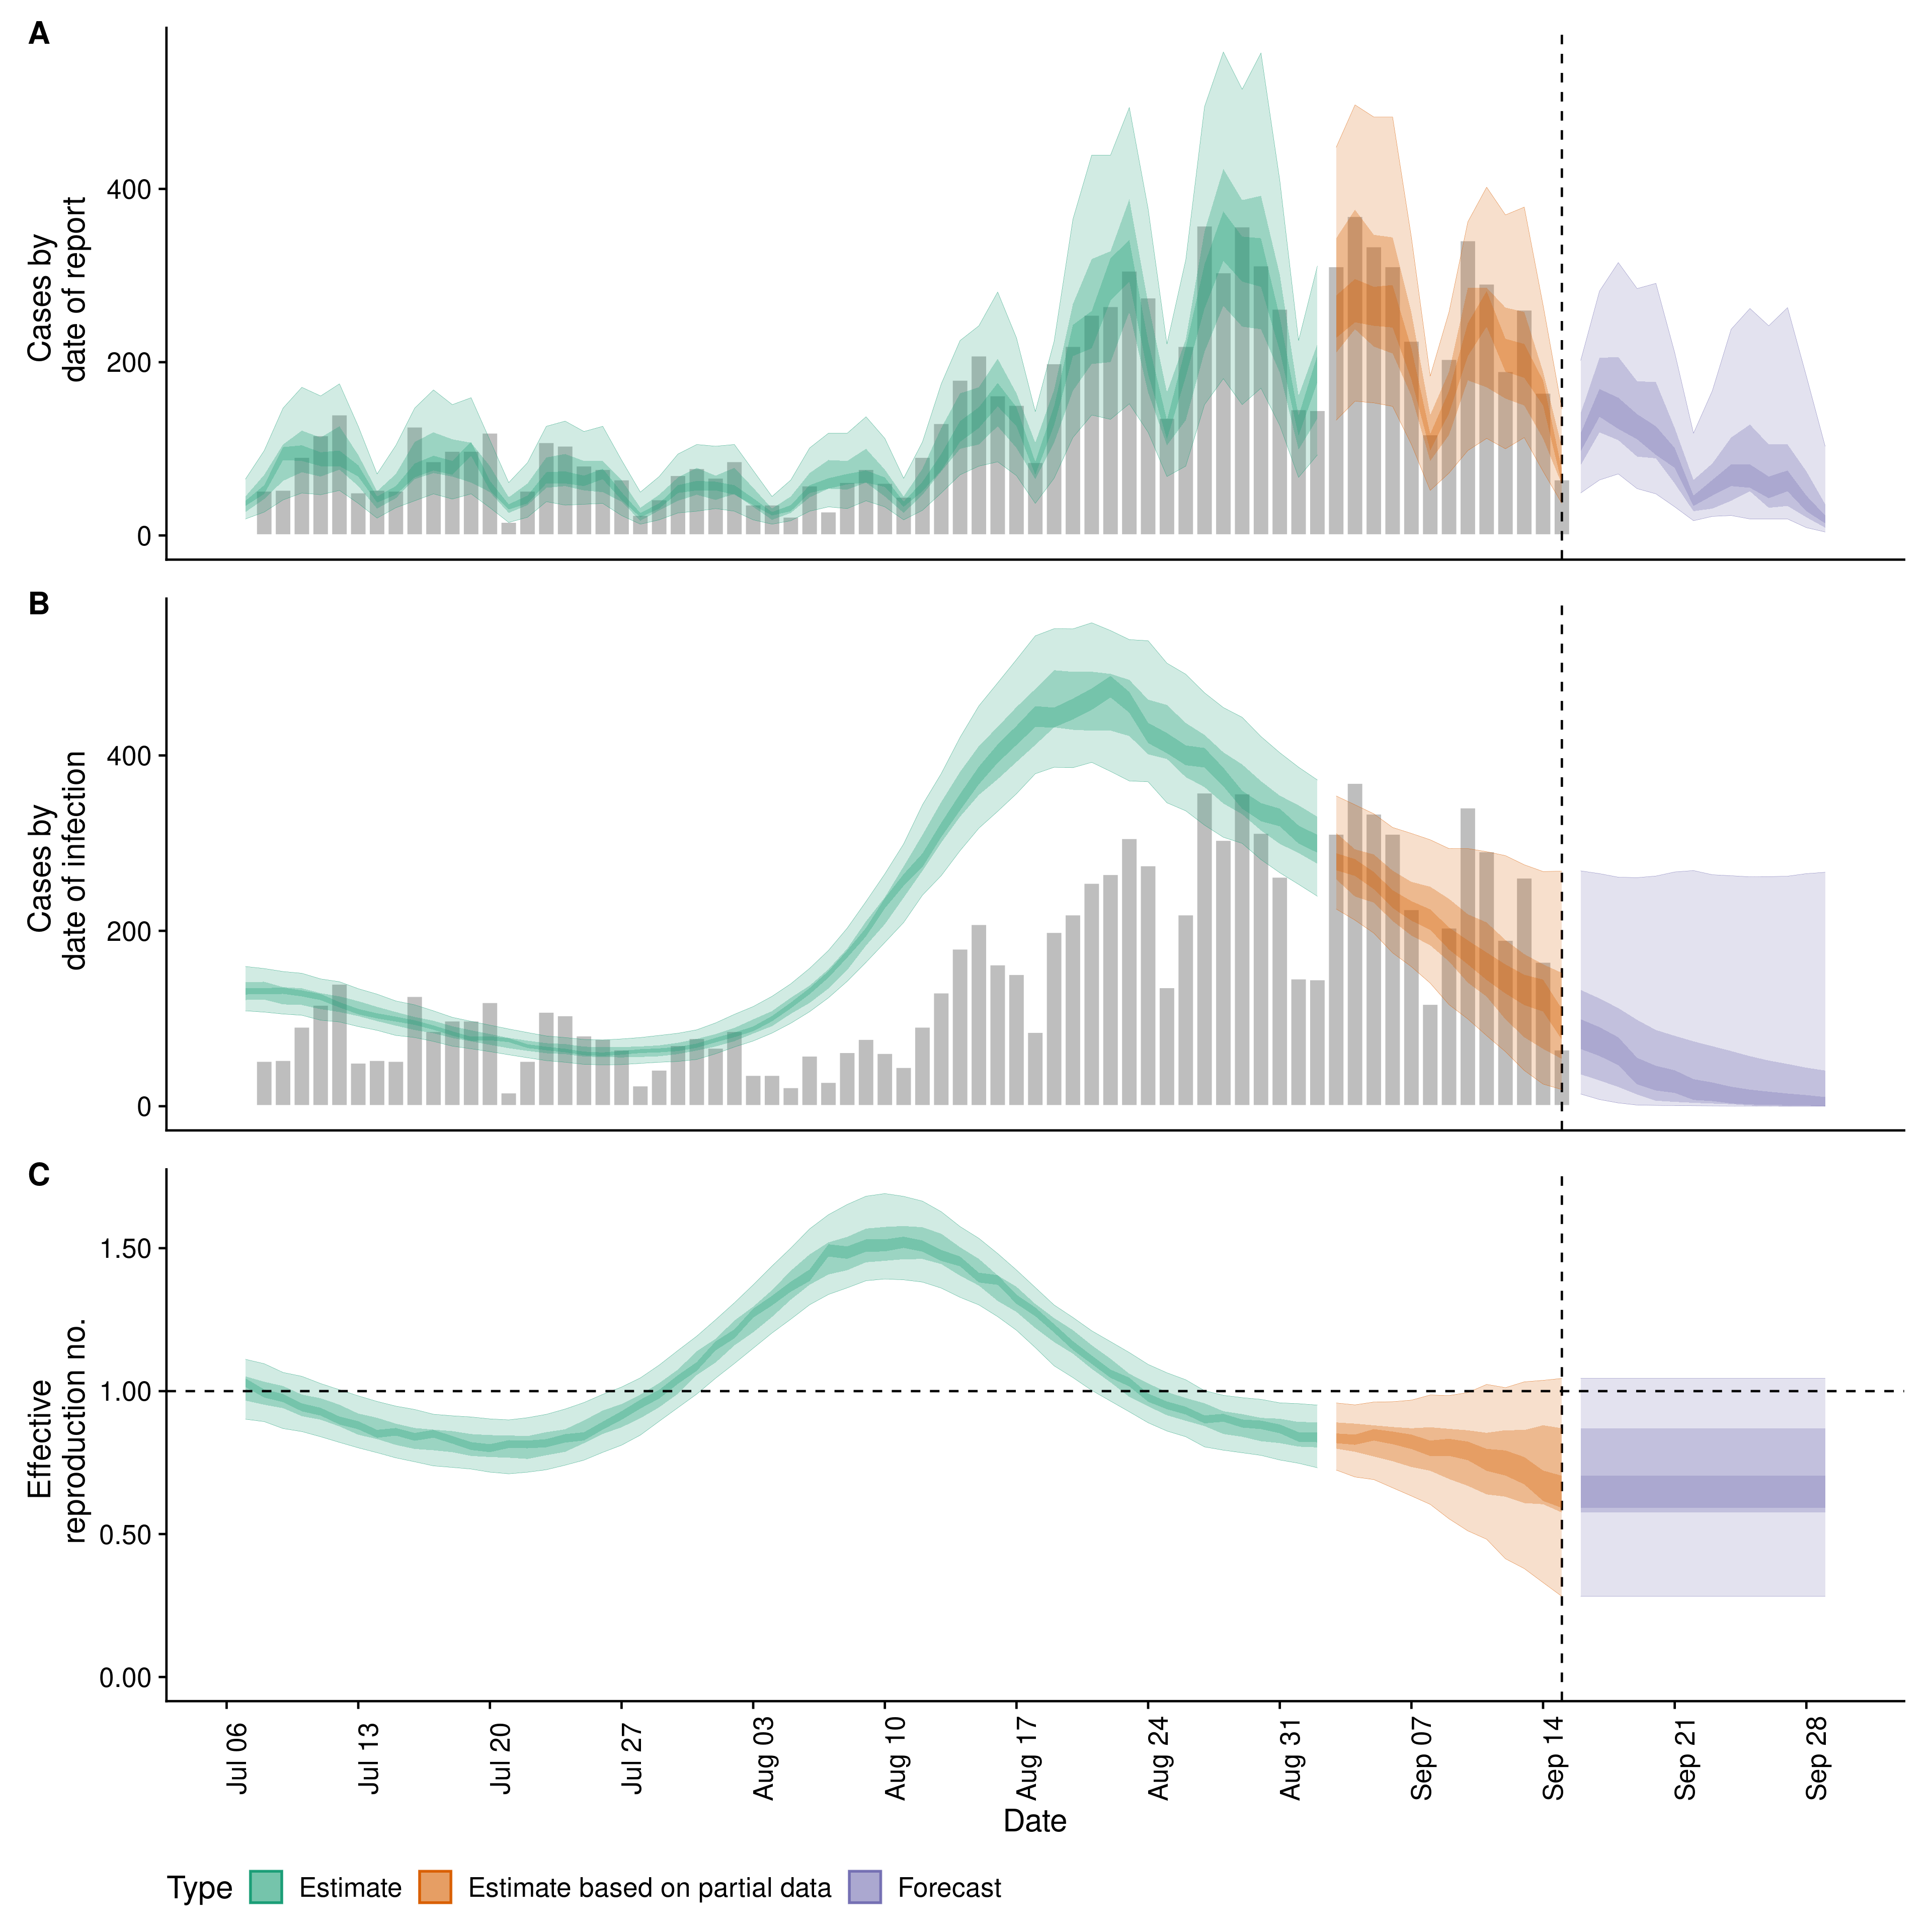 A
Cases by
date of report
400
200
0
B
Cases by
date of infection
400
200
0
C
Effective
reproduction no.
1.50
1.00
0.50
0.00
Jul 06
Jul 13
Jul 20
Jul 27
Aug 03
Aug 10
Aug 17
Aug 24
Aug 31
Sep 07
Sep 14
Sep 21
Sep 28
Date
Type Estimate Estimate based on partial data Forecast